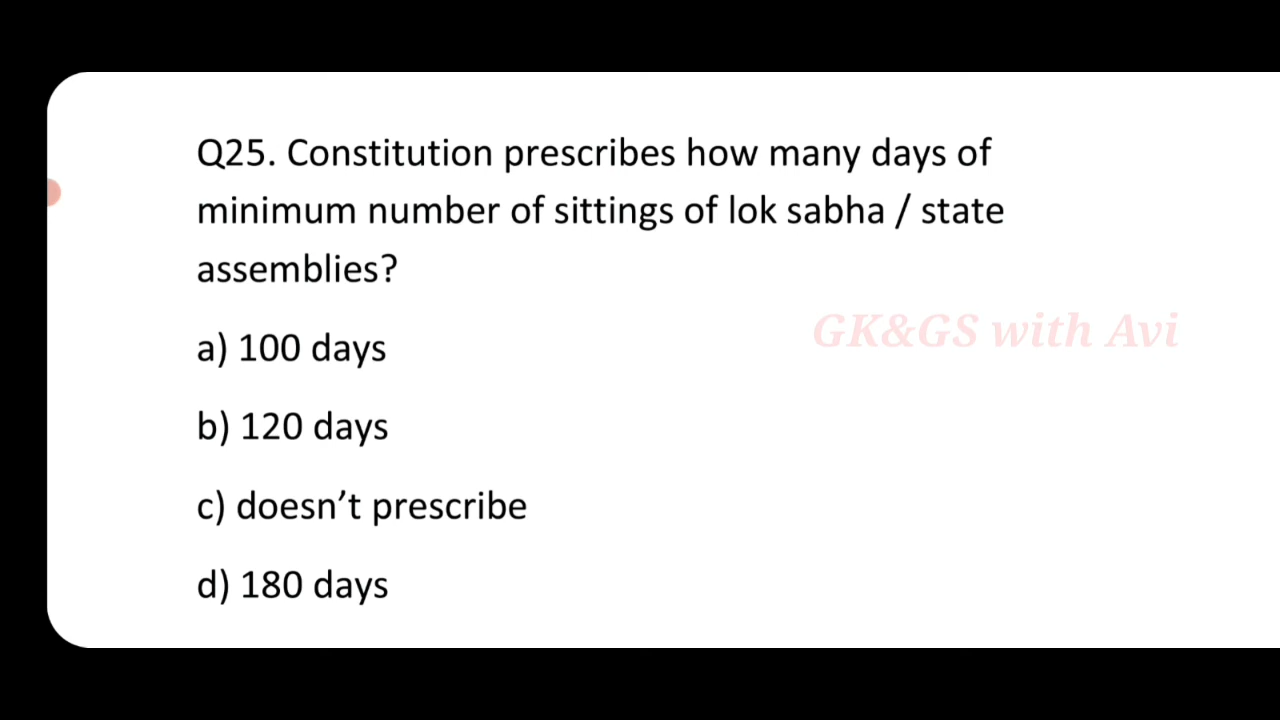 Q25. Constitution prescribes how many days of
minimum number of sittings of lok sabha / state
assemblies?
GK&GS with Avi
a) 100 days
b) 120 days
c) doesn’t prescribe
d) 180 days